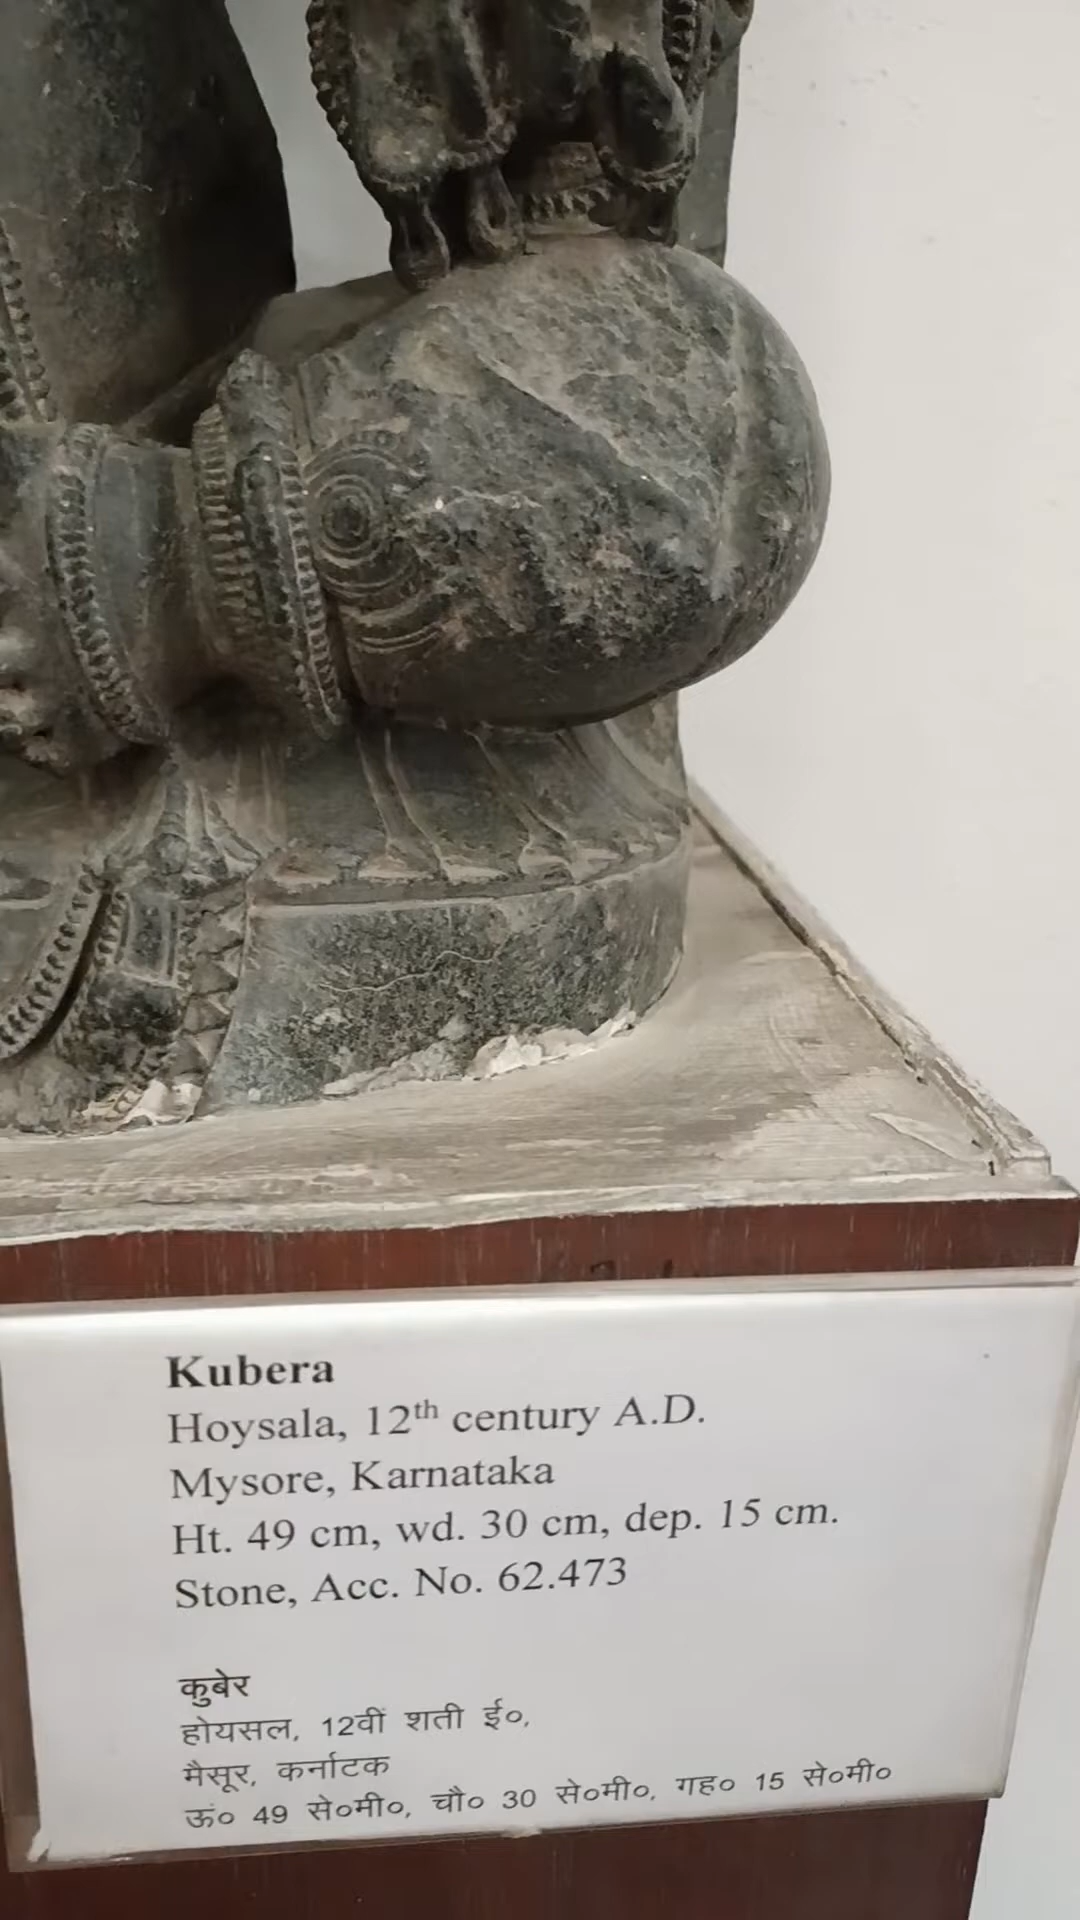 Kubera
Hoysala, 12th century A.D.
Mysore, Karnataka
Ht. 49 cm, wd. 30 cm, dep. 15 cm.
Stone, Acc. No. 62.473
कुबेर
होयसल, 12वीं शती ई०,
मैसूर, कर्नाटक
ऊं० 49 से०मी०, चौ० 30 से०मी०, गह० 15 से०मी०